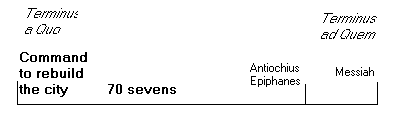 Terminus
a Quo
Terminus
ad Quem
Command
to rebuild
the city
70 sevens
Antiochius
Epiphanes
Messiah